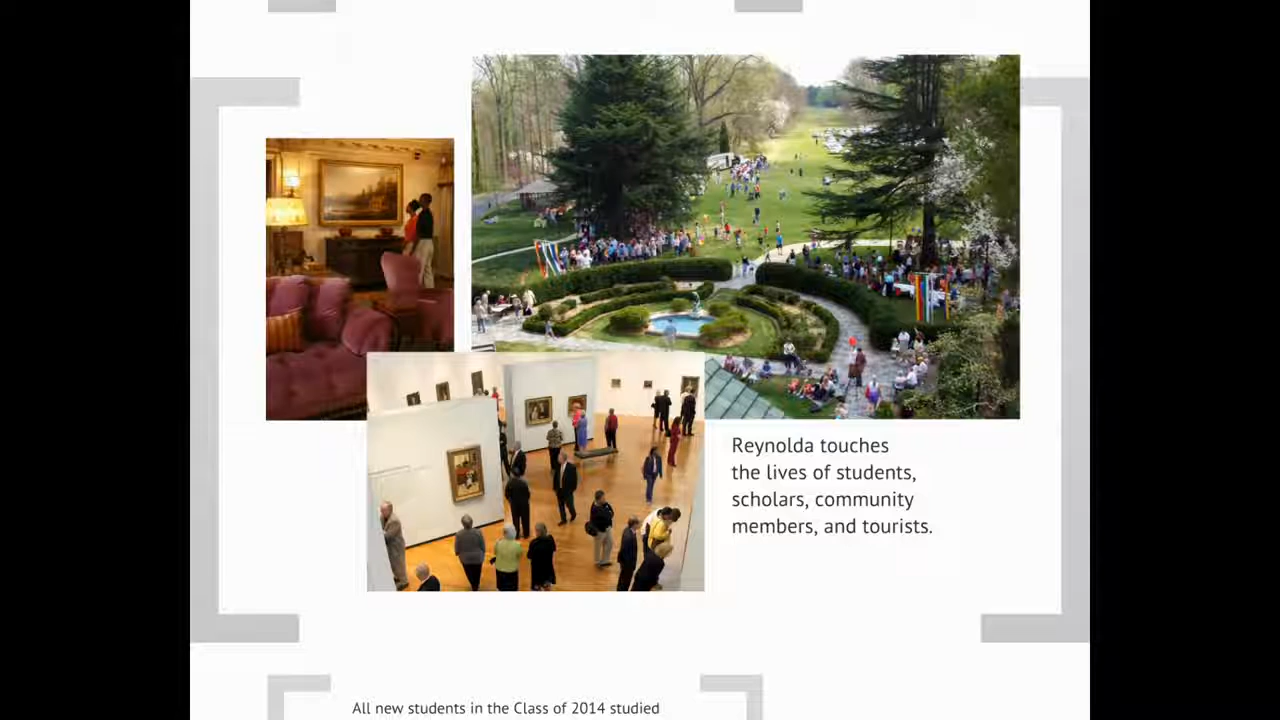 Reynolda touches
the lives of students,
scholars, community
members, and tourists.
All new students in the Class of 2014 studied